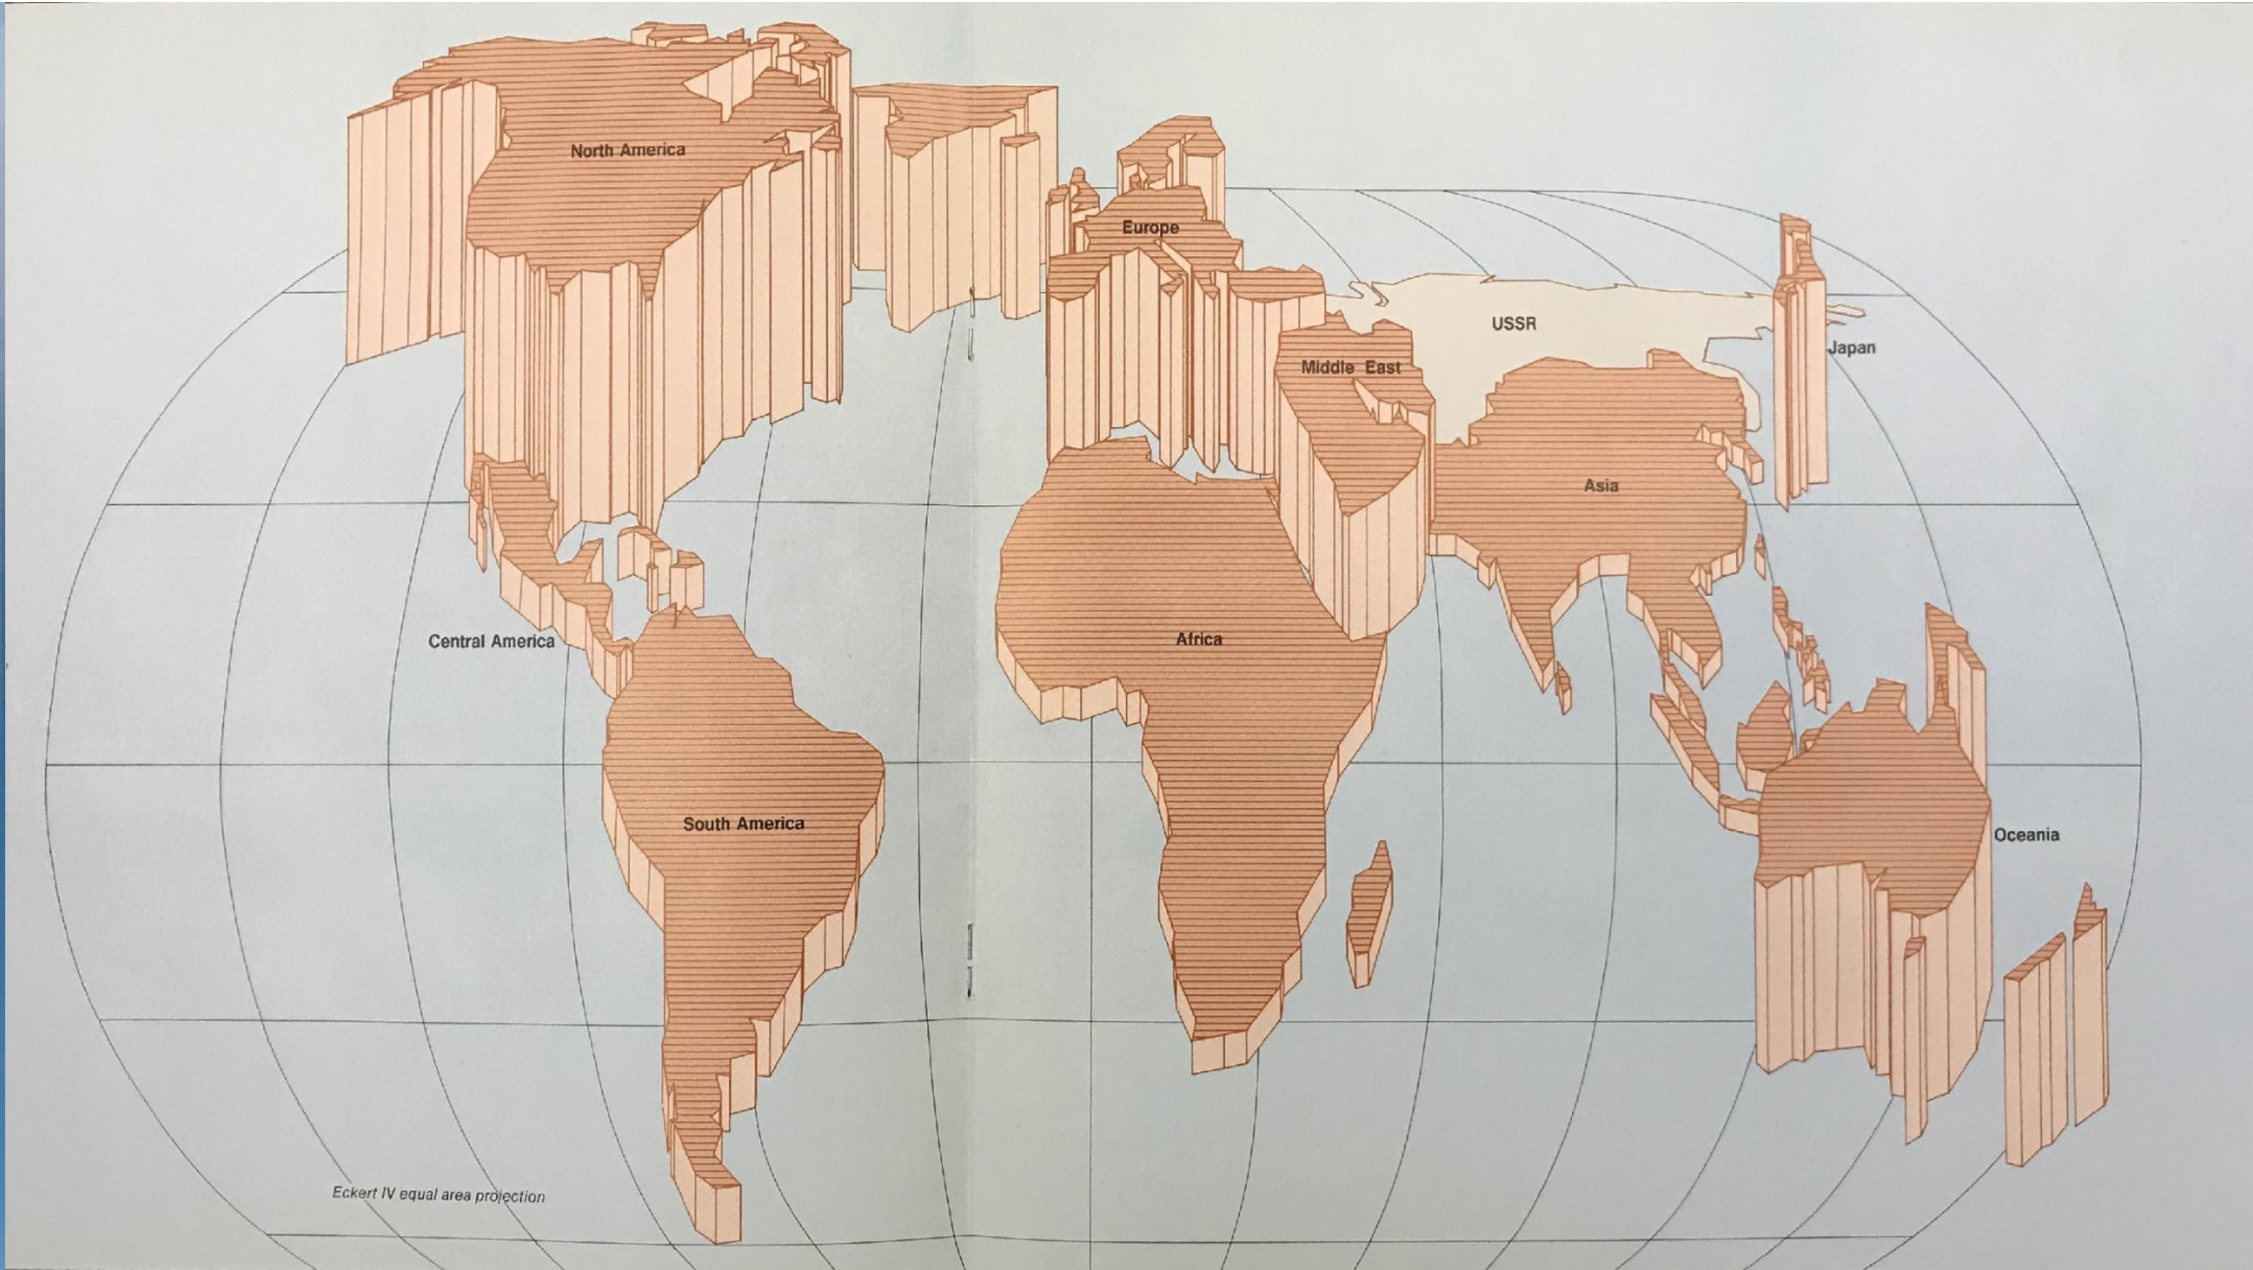 North America
Europe
USSR
Japan
Middle East
Asia
Central America
Africa
South America
Oceania
Eckert IV equal area projection